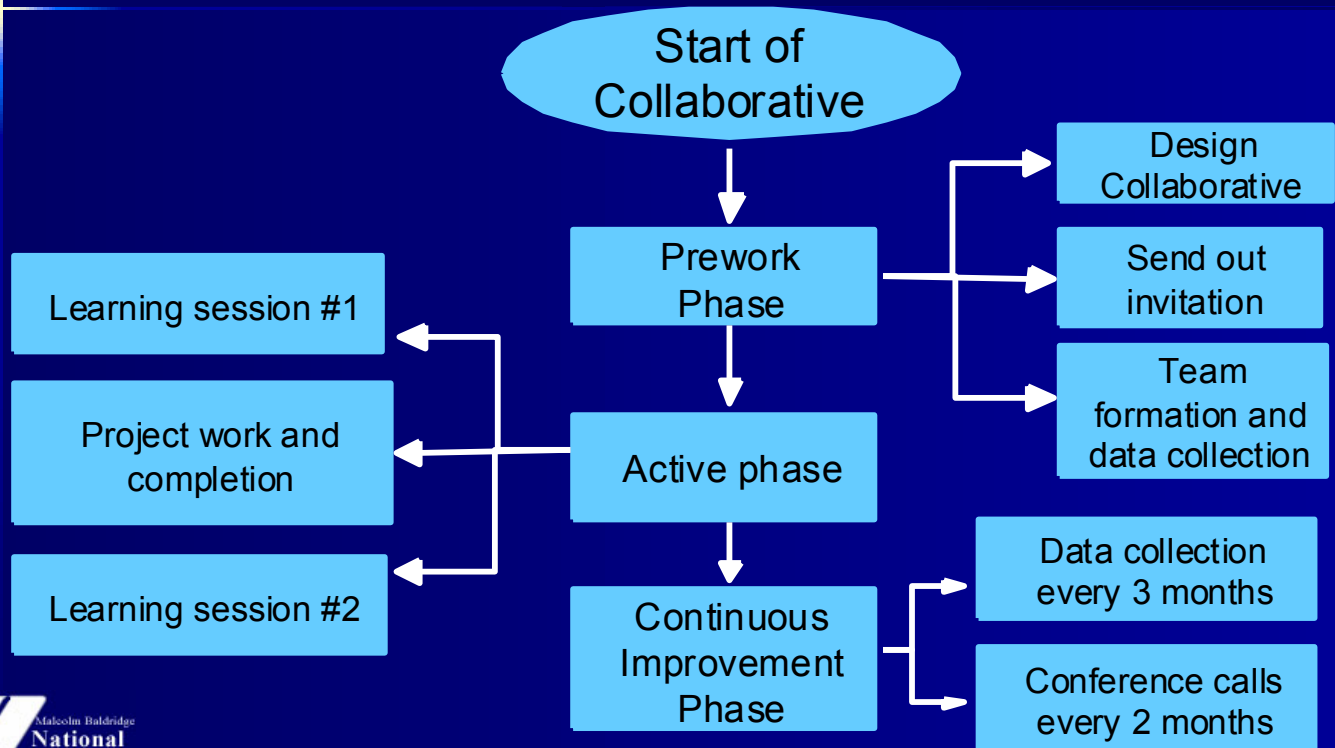 Start of
Collaborative
Prework
Phase
Design
Collaborative
Send out
invitation
Team
formation and
data collection
Active phase
Learning session #1
Project work and
completion
Learning session #2
Continuous
Improvement
Phase
Data collection
every 3 months
Conference calls
every 2 months
Malcolm Baldridge
National